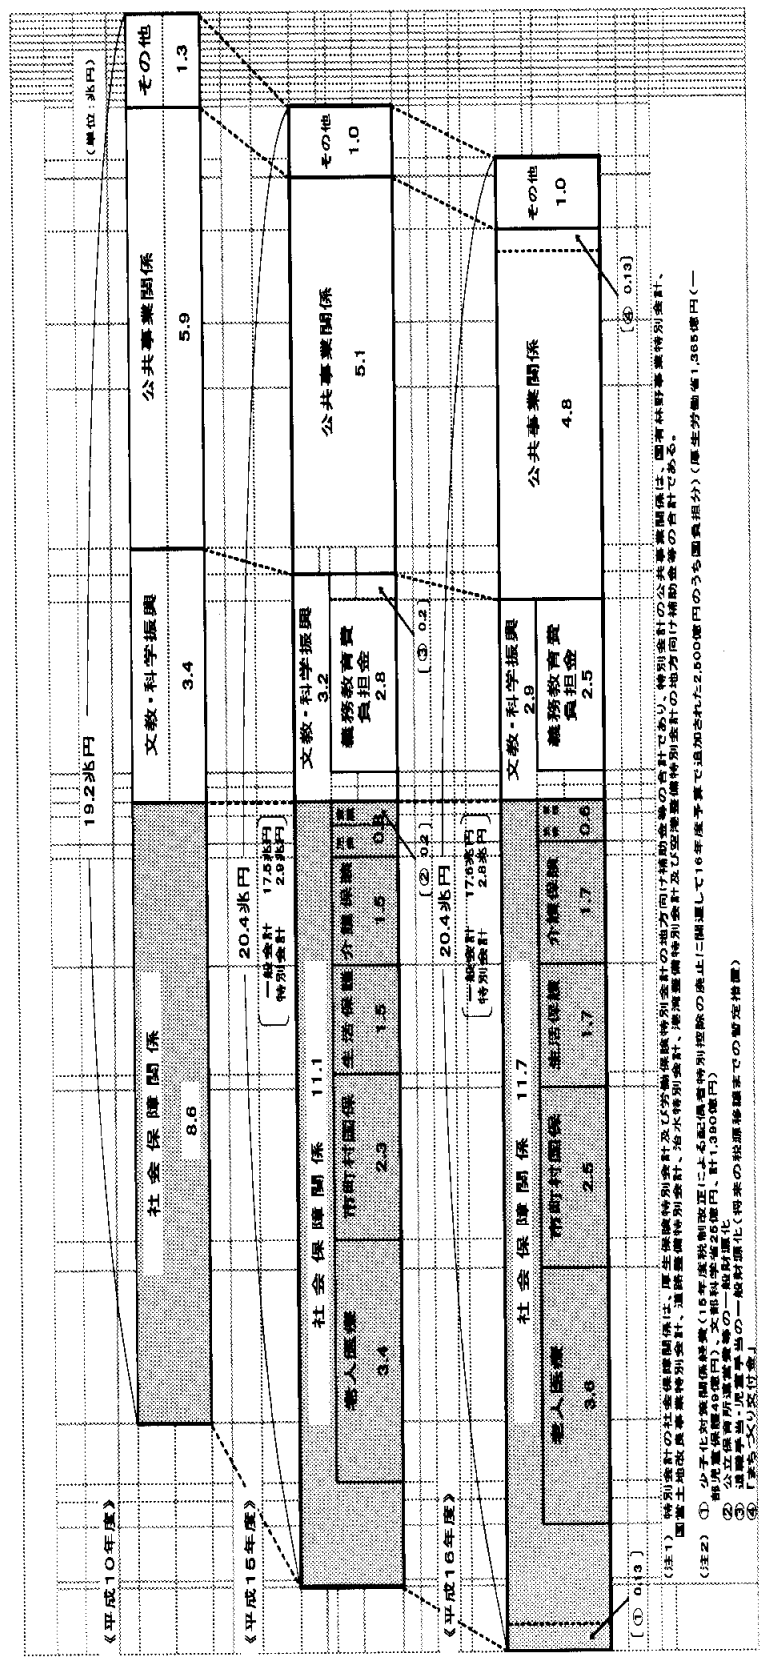 (単位 兆円)
《平成10年度》
19.2兆円
社会保障関係
8.6
文教・科学振興
3.4
公共事業関係
5.9
その他
1.3
《平成15年度》
20.4兆円
一般会計 17.5兆円
特別会計 2.9兆円
社会保障関係 11.1
老人医療
3.4
市町村国保
2.3
生活保護
1.5
介護保険
1.5
文教・科学振興
3.2
義務教育費
負担金
2.8
公共事業関係
5.1
その他
1.0
[② 0.2]
[③ 0.2]
《平成16年度》
20.4兆円
一般会計 17.6兆円
特別会計 2.8兆円
社会保障関係 11.7
老人医療
3.6
市町村国保
2.5
生活保護
1.7
介護保険
1.7
0.6
文教・科学振興
2.9
義務教育費
負担金
2.5
公共事業関係
4.8
その他
1.0
[① 0.13]
[④ 0.13]
(注1) 特別会計の社会保障関係は、厚生保険特別会計及び労働保険特別会計の地方向け補助金等の合計であり、特別会計の公共事業関係は、国有林野事業特別会計、
国営土地改良事業特別会計、道路整備特別会計、治水特別会計、港湾整備特別会計及び空港整備特別会計の地方向け補助金等の合計である。
(注2) ① 少子化対策関係経費(15年度税制改正による配偶者特別控除の廃止に関連して16年度予算で追加された2,500億円のうち国負担分)(厚生労働省1,365億円(一
部児童保護49億円)、文部科学省25億円、計1,390億円)
② 公立保育所運営費等の一般財源化
③ 退職手当・児童手当の一般財源化(将来の税源移譲までの暫定措置)
④ 「まちづくり交付金」